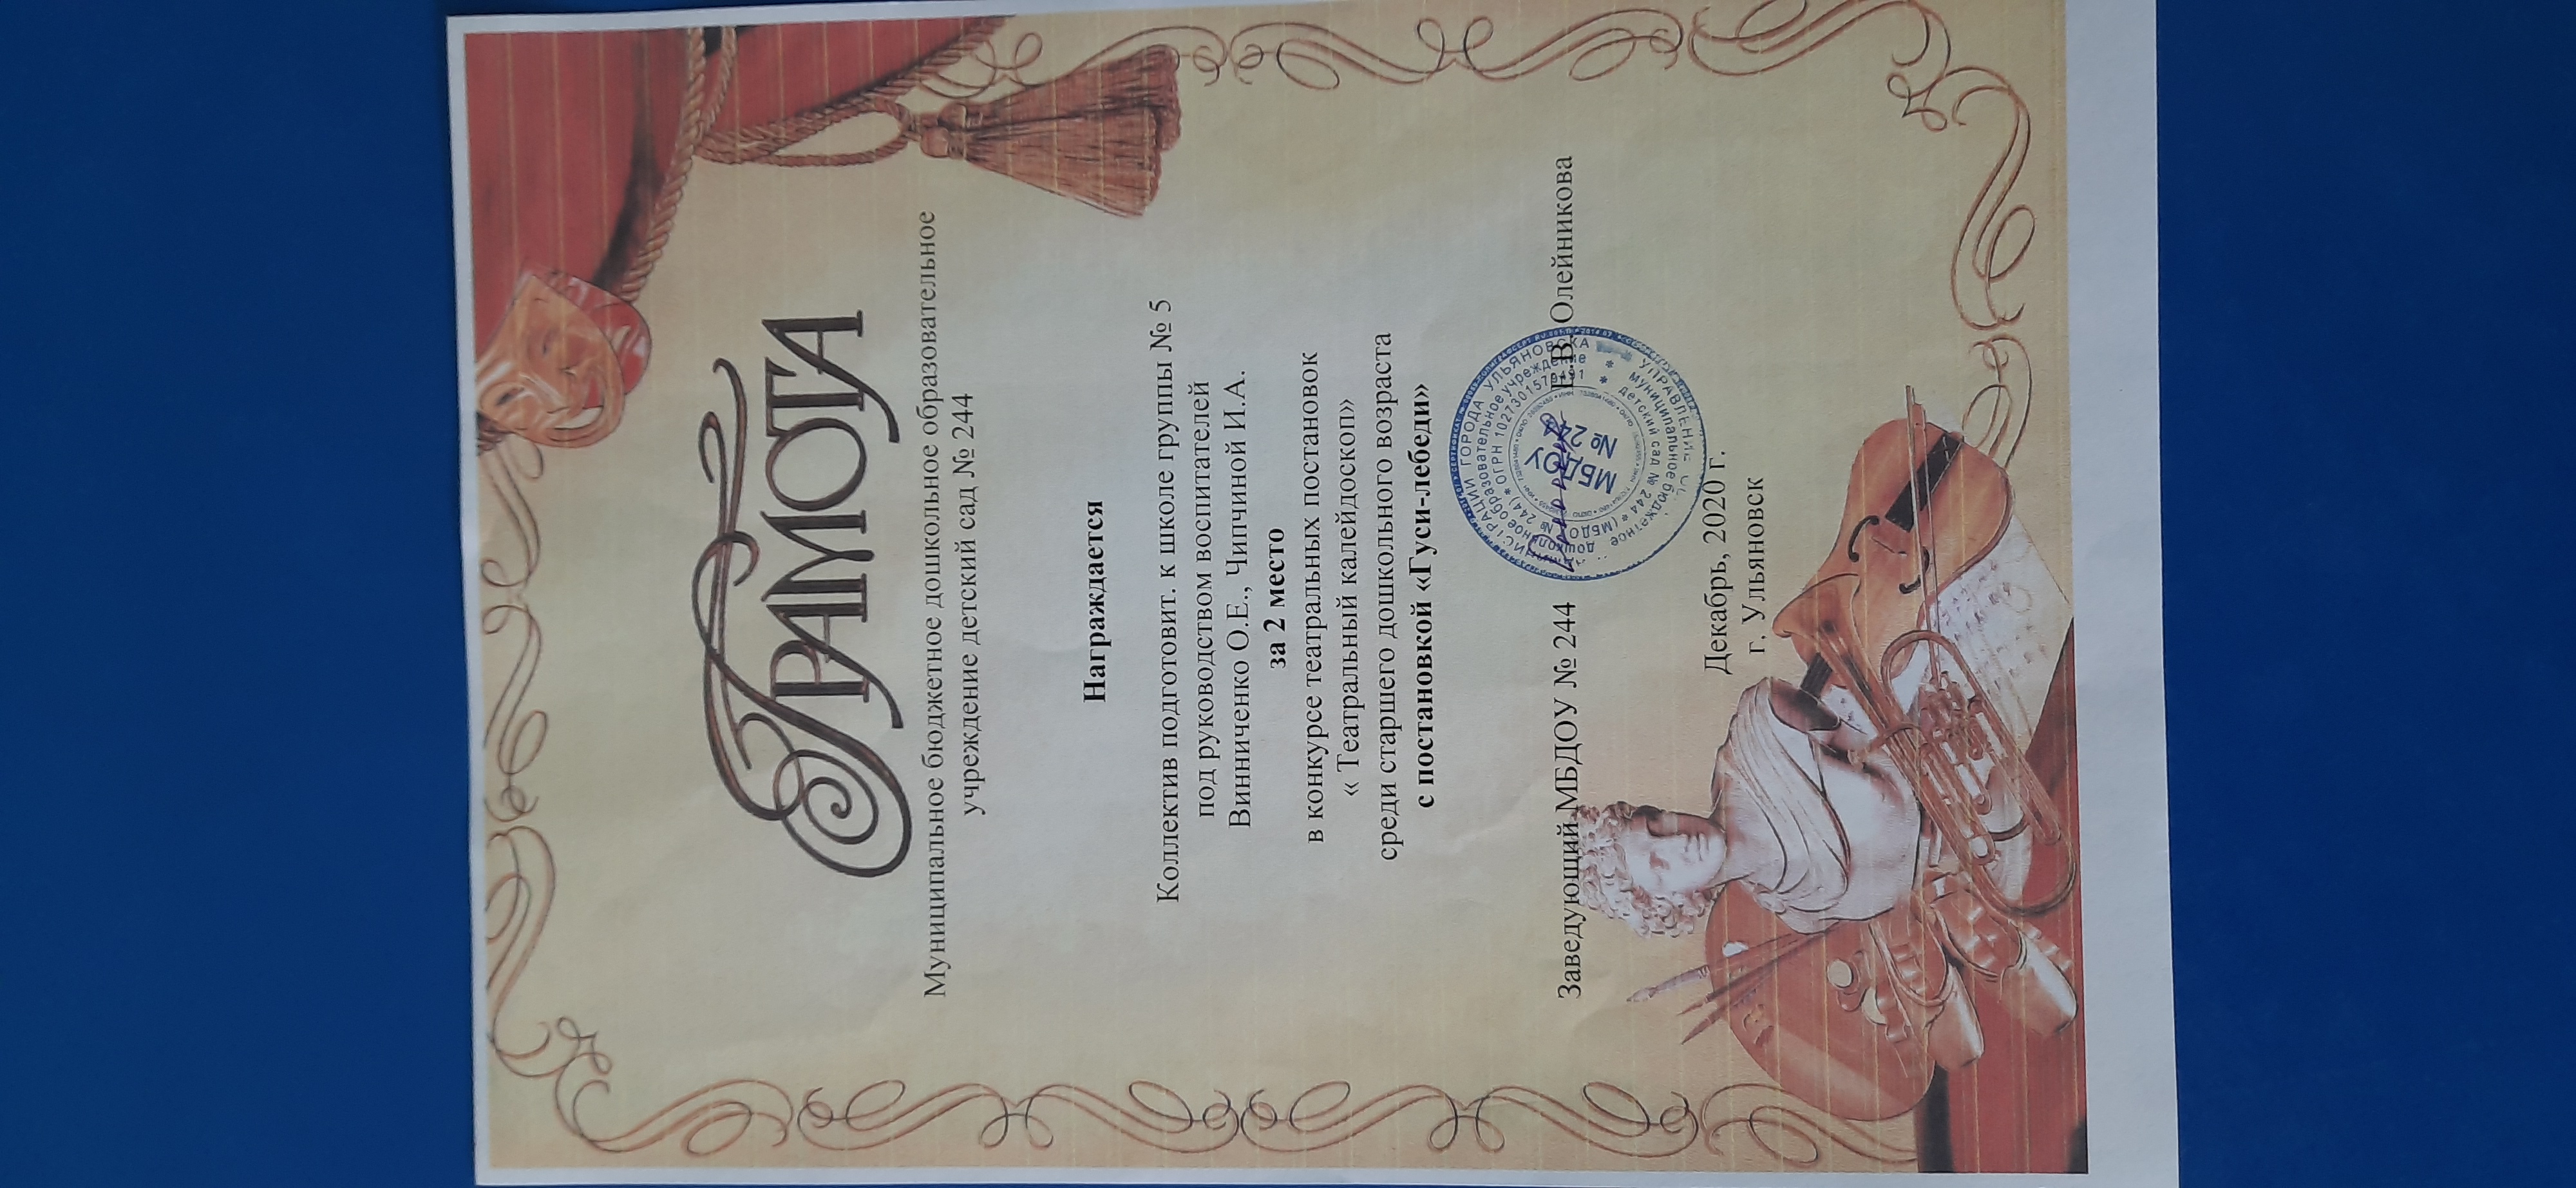 ГРАМОТА
Муниципальное бюджетное дошкольное образовательное
учреждение детский сад № 244
Награждается
Коллектив подготовит. к школе группы № 5
под руководством воспитателей
Винниченко О.Е., Чипчиной И.А.
за 2 место
в конкурсе театральных постановок
« Театральный калейдоскоп»
среди старшего дошкольного возраста
с постановкой «Гуси-лебеди»
Заведующий МБДОУ № 244 Е.В. Олейникова
МБДОУ
№ 244
Декабрь, 2020 г.
г. Ульяновск